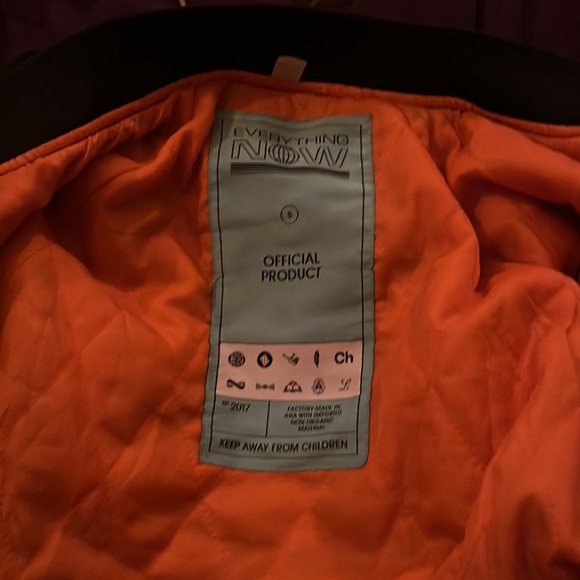 EVERYTHING
NOW
S
OFFICIAL
PRODUCT
Ch
2017
FACTORY-MADE IN
ASIA WITH IMPORTED
NON ORGANIC
MATERIAL
KEEP AWAY FROM CHILDREN